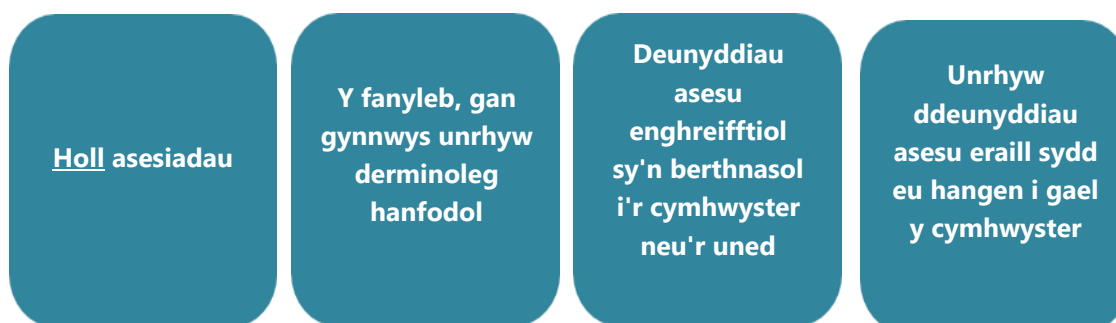 Holl asesiadau
Y fanyleb, gan
gynnwys unrhyw
derminoleg
hanfodol
Deunyddiau
asesu
enghreifftiol
sy'n berthnasol
i'r cymhwyster
neu'r uned
Unrhyw
ddeunyddiau
asesu eraill sydd
eu hangen i gael
y cymhwyster